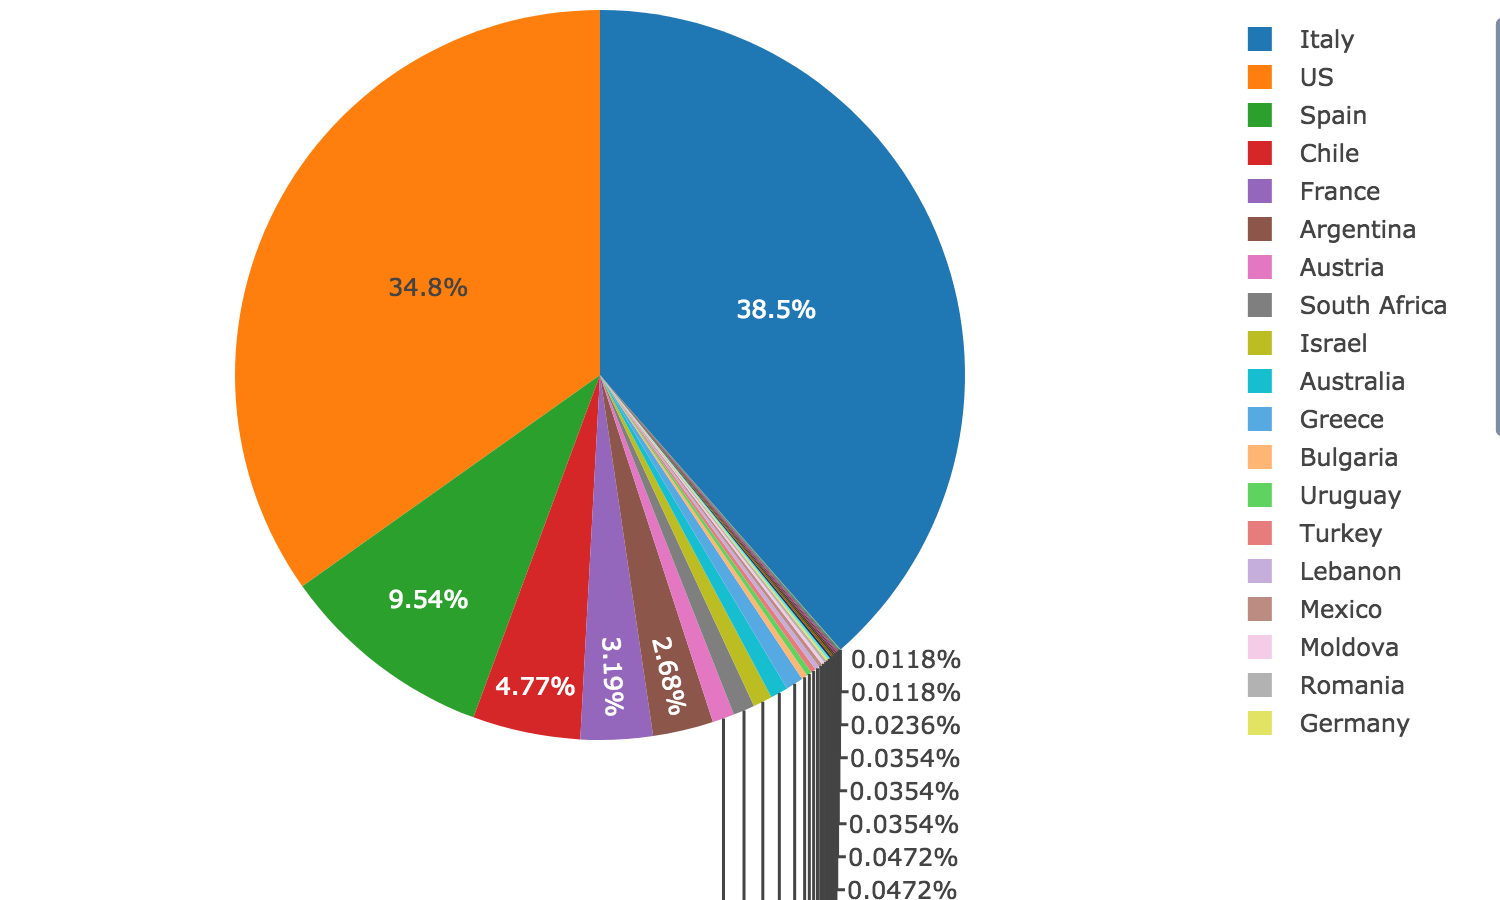 38.5%
34.8%
9.54%
4.77%
3.19%
2.68%
0.0118%
0.0118%
0.0236%
0.0354%
0.0354%
0.0354%
0.0472%
0.0472%
Italy
US
Spain
Chile
France
Argentina
Austria
South Africa
Israel
Australia
Greece
Bulgaria
Uruguay
Turkey
Lebanon
Mexico
Moldova
Romania
Germany